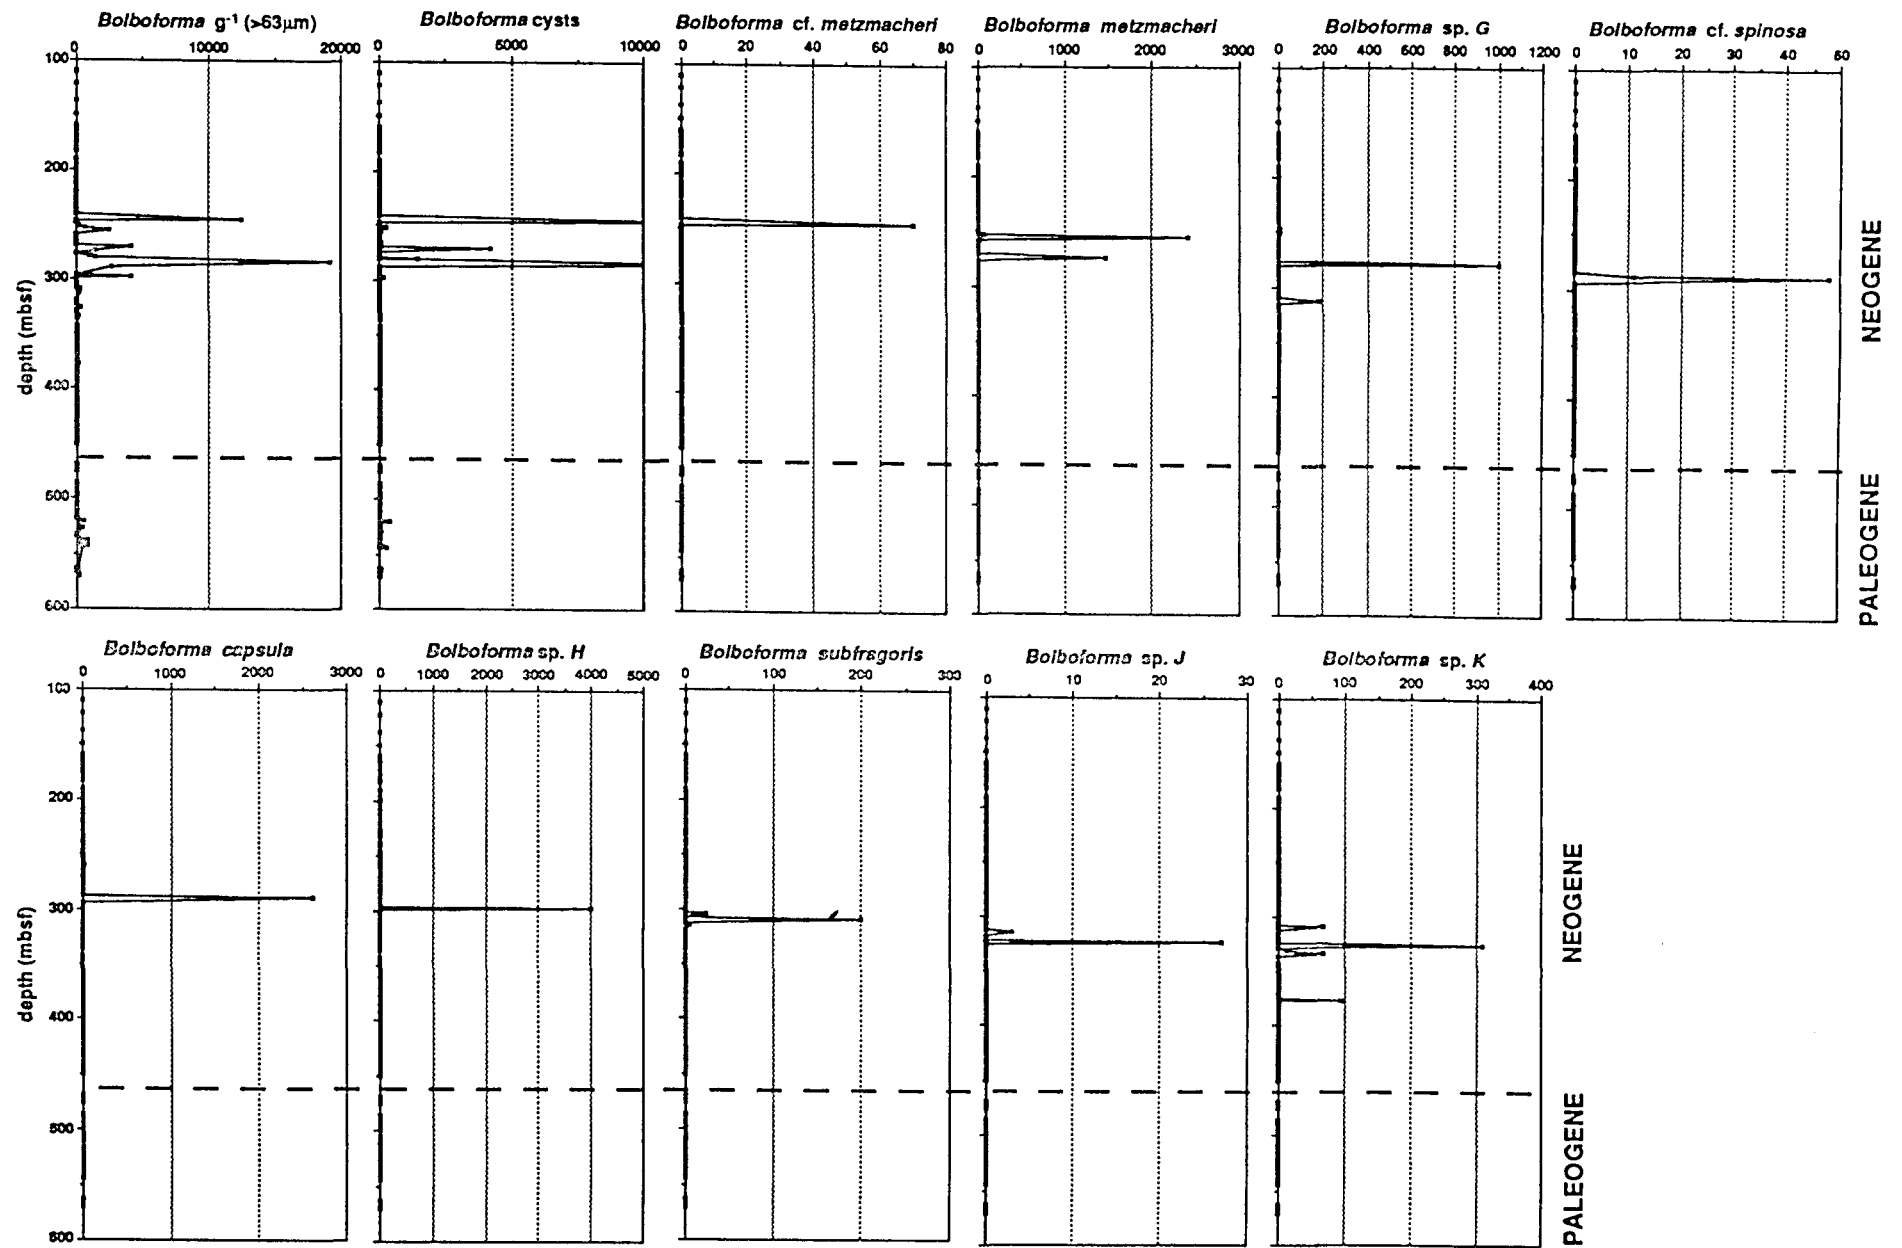 Bolboforma g⁻¹ (>63μm)
0 10000 20000
Bolboforma cysts
0 5000 10000
Bolboforma cf. metzmacheri
0 20 40 60 80
Bolboforma metzmacheri
0 1000 2000 3000
Bolboforma sp. G
0 200 400 600 800 1000 1200
Bolboforma cf. spinosa
0 10 20 30 40 50
100
200
300
400
500
600
depth (mbsf)
NEOGENE
PALEOGENE
Bolboforma capsula
0 1000 2000 3000
Bolboforma sp. H
0 1000 2000 3000 4000 5000
Bolboforma subfragoris
0 100 200 300
Bolboforma sp. J
0 10 20 30
Bolboforma sp. K
0 100 200 300 400
100
200
300
400
500
600
depth (mbsf)
NEOGENE
PALEOGENE